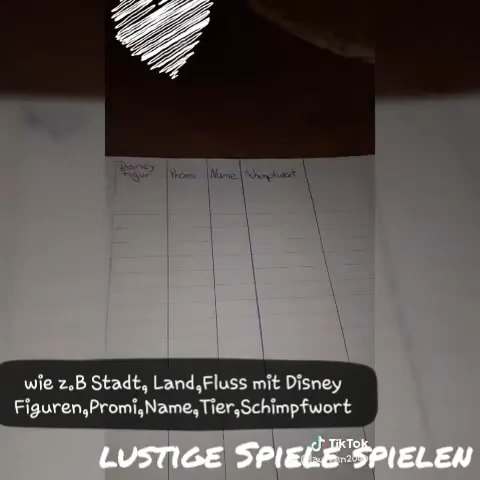 Disney Figur
Promi
Name
Schimpfwort
wie z.B Stadt, Land,Fluss mit Disney
Figuren,Promi,Name,Tier,Schimpfwort
TikTok
LUSTIGE SPIELE SPIELEN